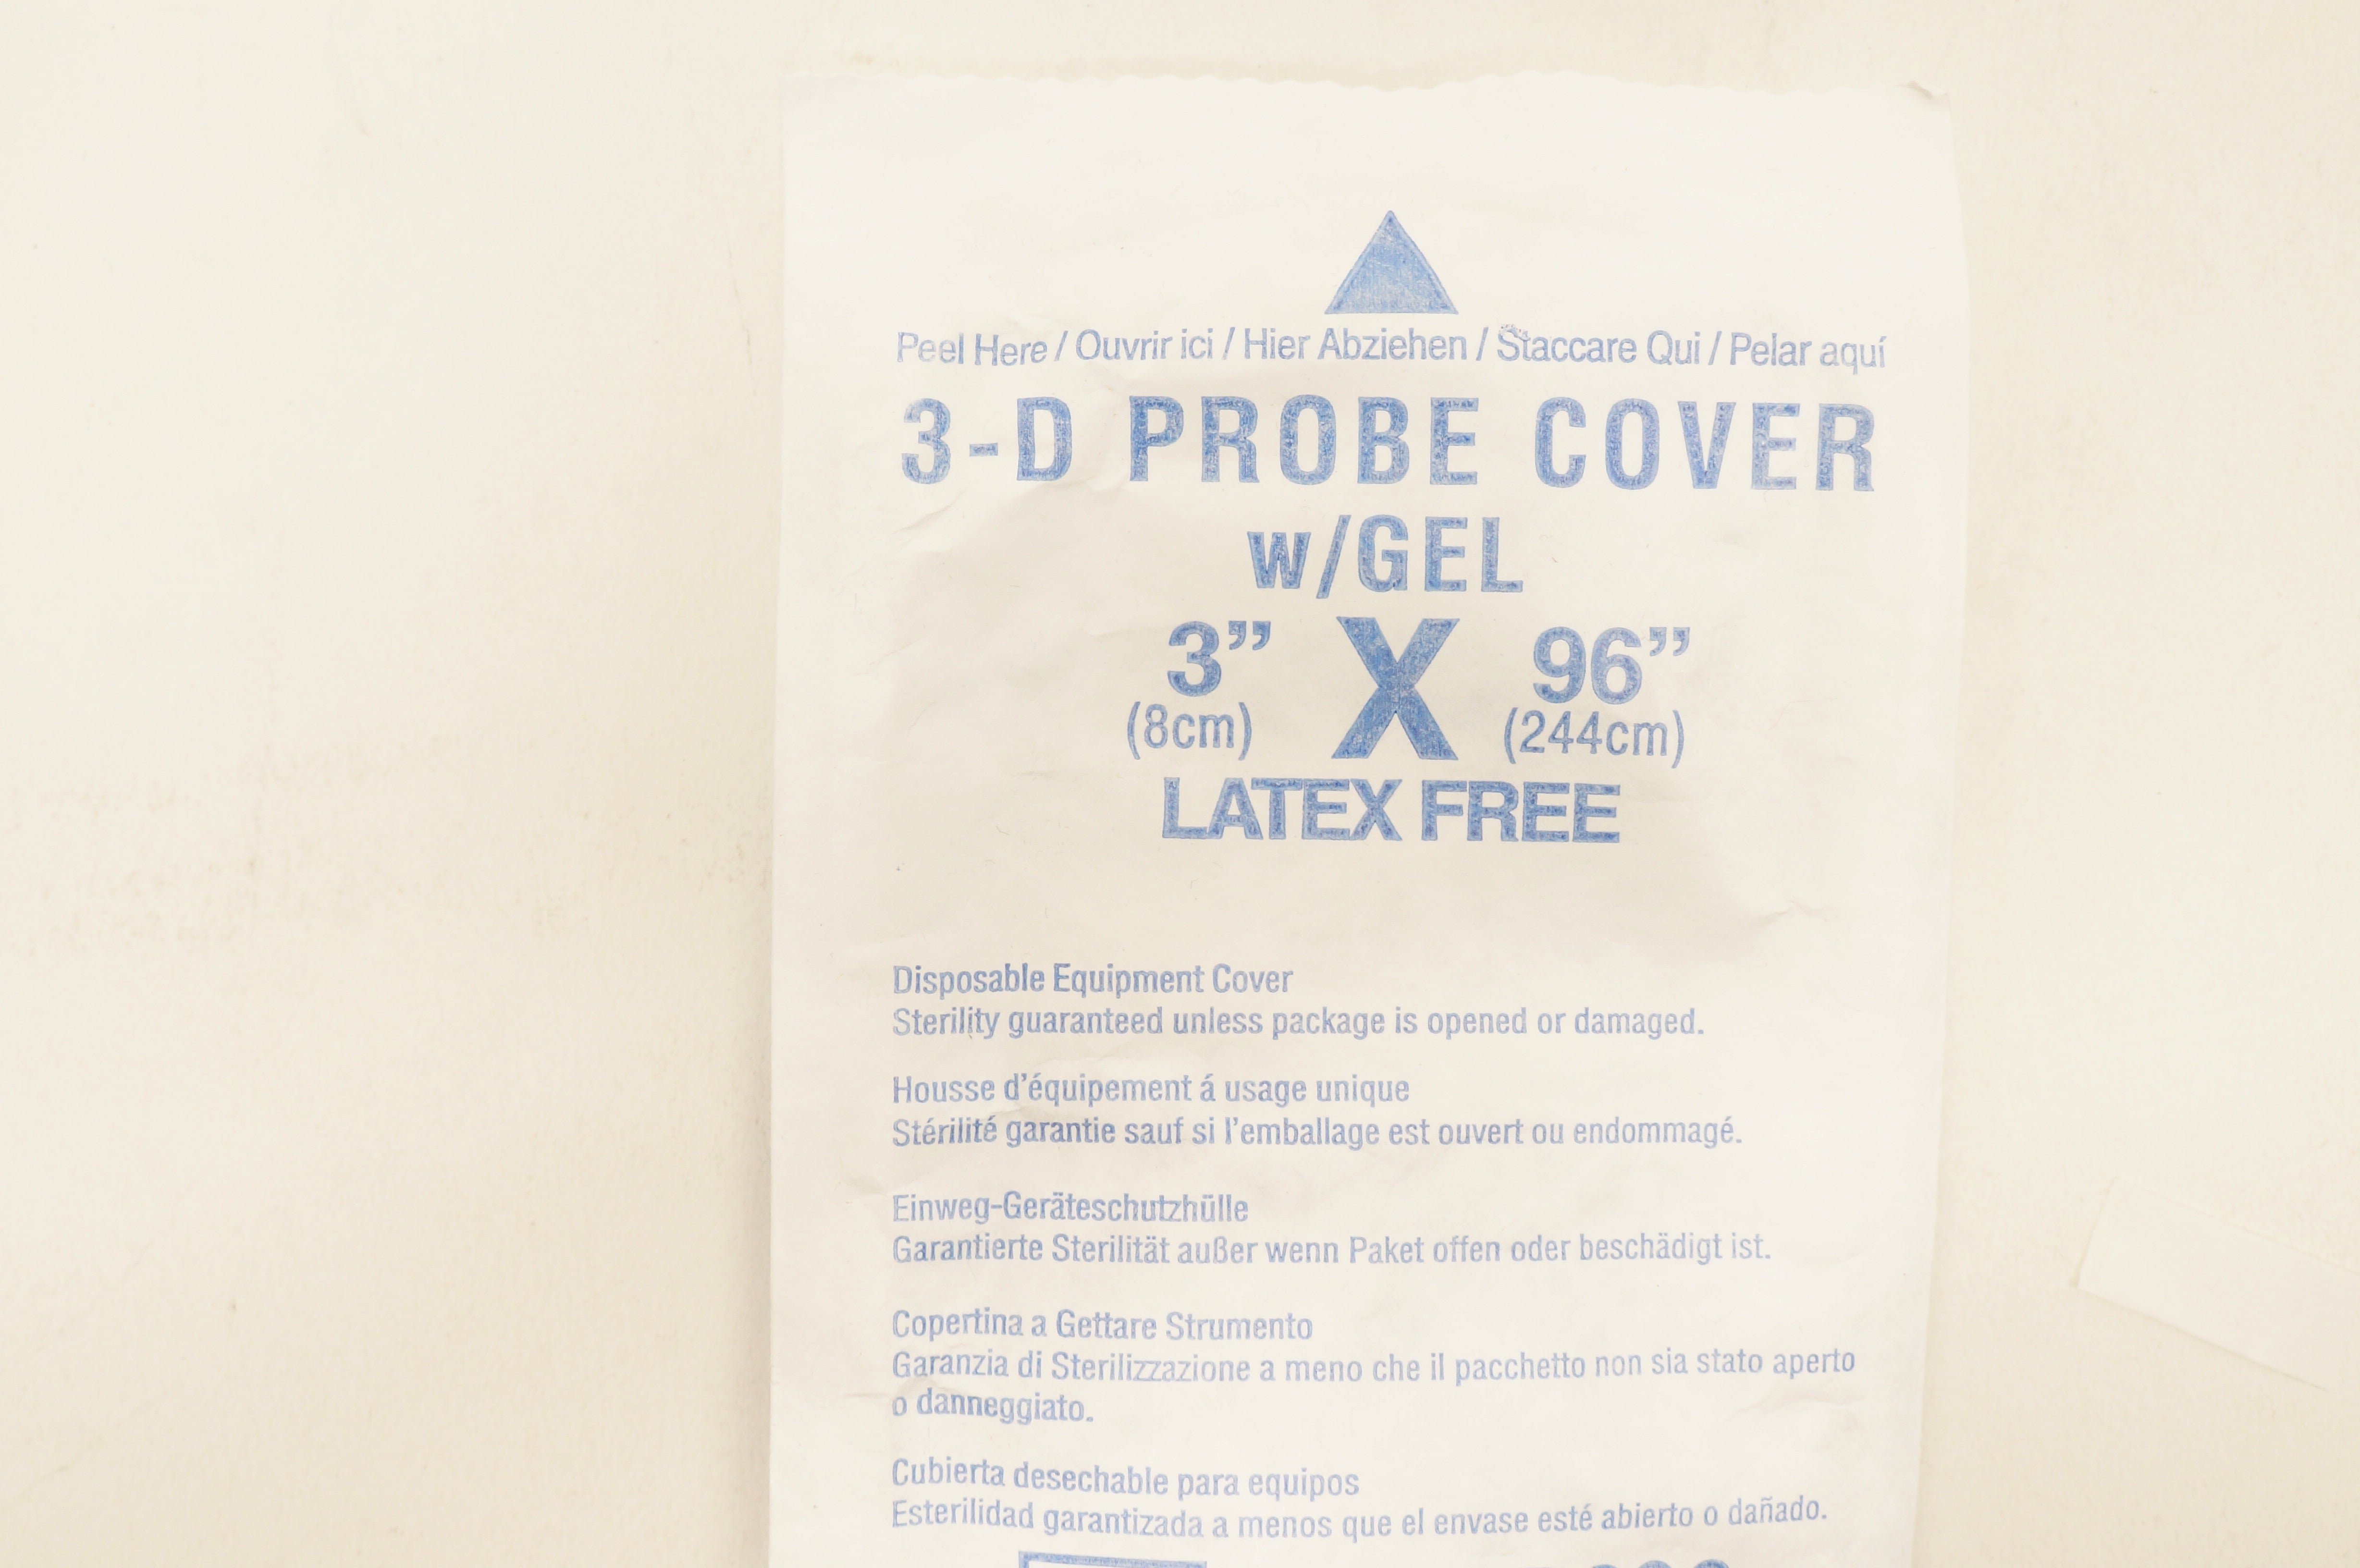 Peel Here / Ouvrir ici / Hier Abziehen / Staccare Qui / Pelar aquí
3-D PROBE COVER
w/GEL
3” X 96”
(8cm) (244cm)
LATEX FREE
Disposable Equipment Cover
Sterility guaranteed unless package is opened or damaged.
Housse d’équipement á usage unique
Stérilité garantie sauf si l’emballage est ouvert ou endommagé.
Einweg-Geräteschutzhülle
Garantierte Sterilität außer wenn Paket offen oder beschädigt ist.
Copertina a Gettare Strumento
Garanzia di Sterilizzazione a meno che il pacchetto non sia stato aperto
o danneggiato.
Cubierta desechable para equipos
Esterilidad garantizada a menos que el envase esté abierto o dañado.